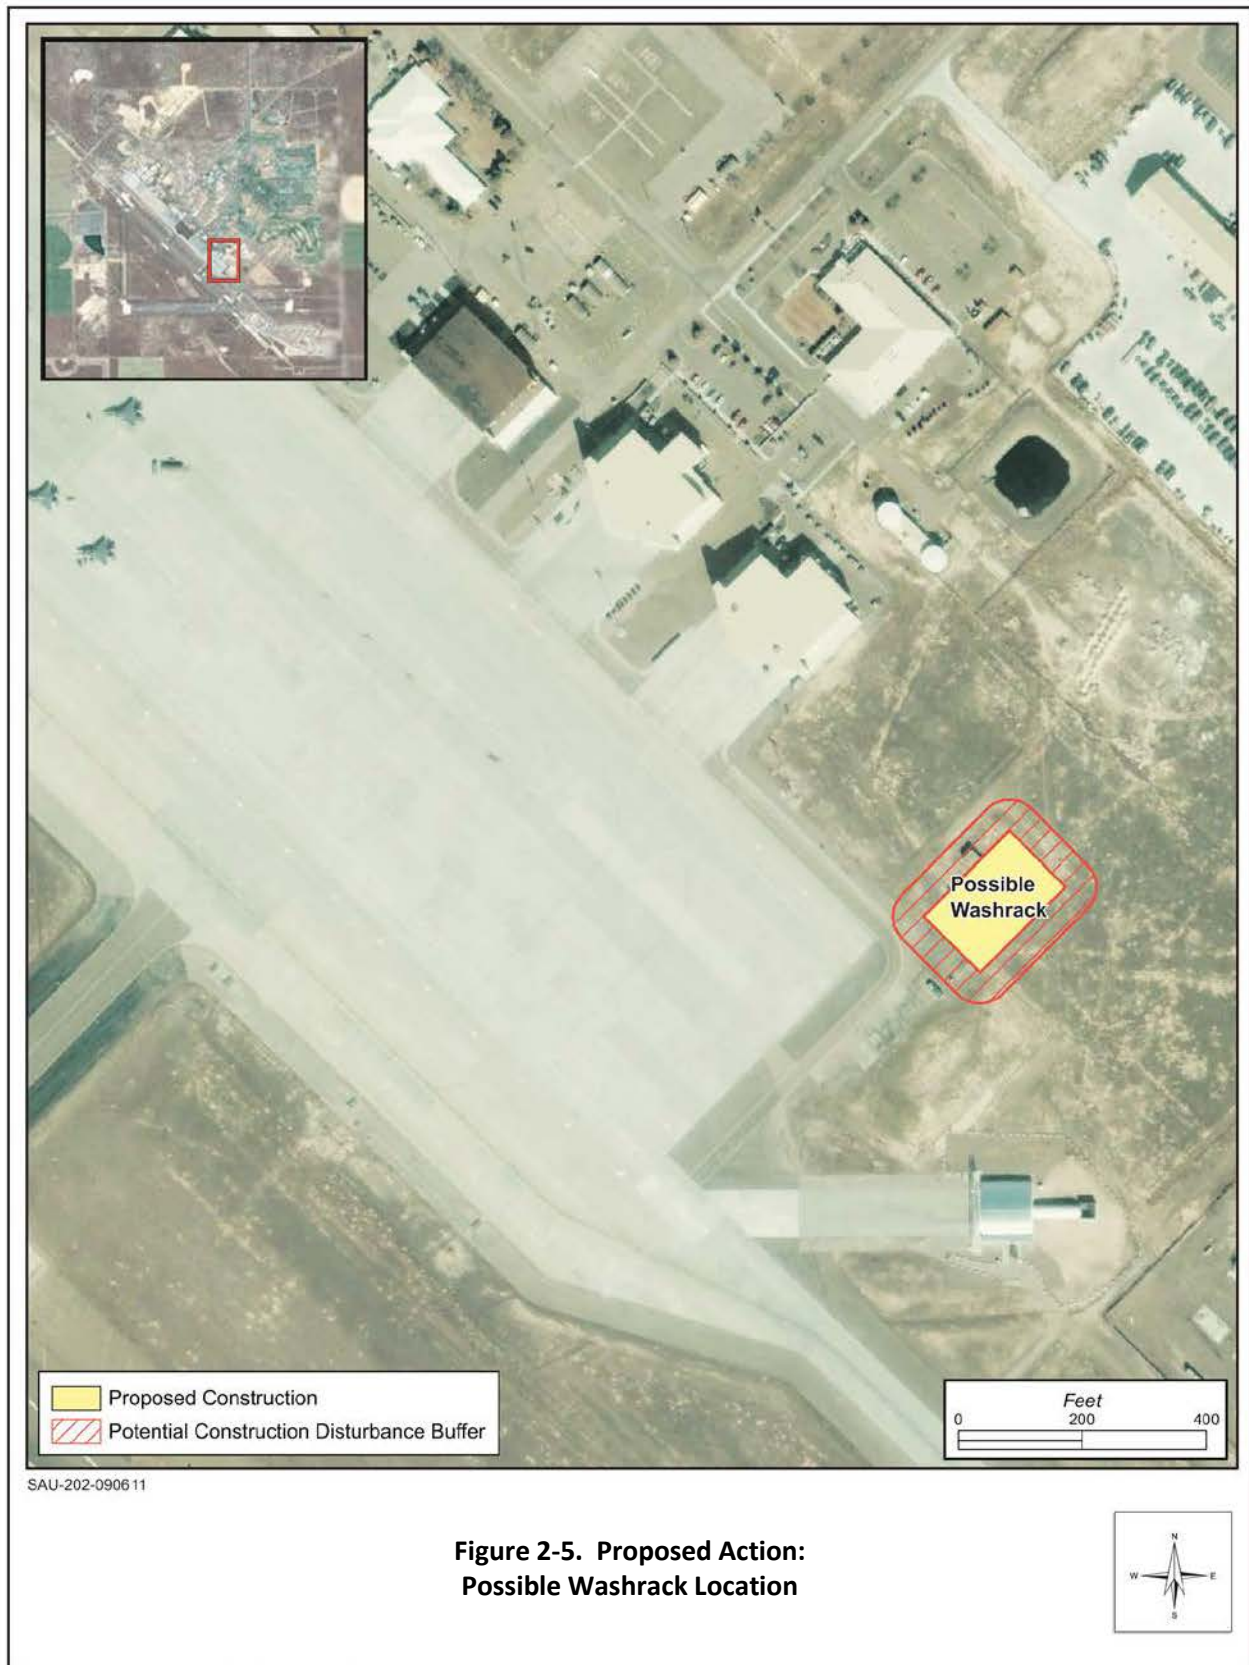 Possible
Washrack
Proposed Construction
Potential Construction Disturbance Buffer
Feet
0 200 400
SAU-202-090611
Figure 2-5. Proposed Action:
Possible Washrack Location
N
W E
S